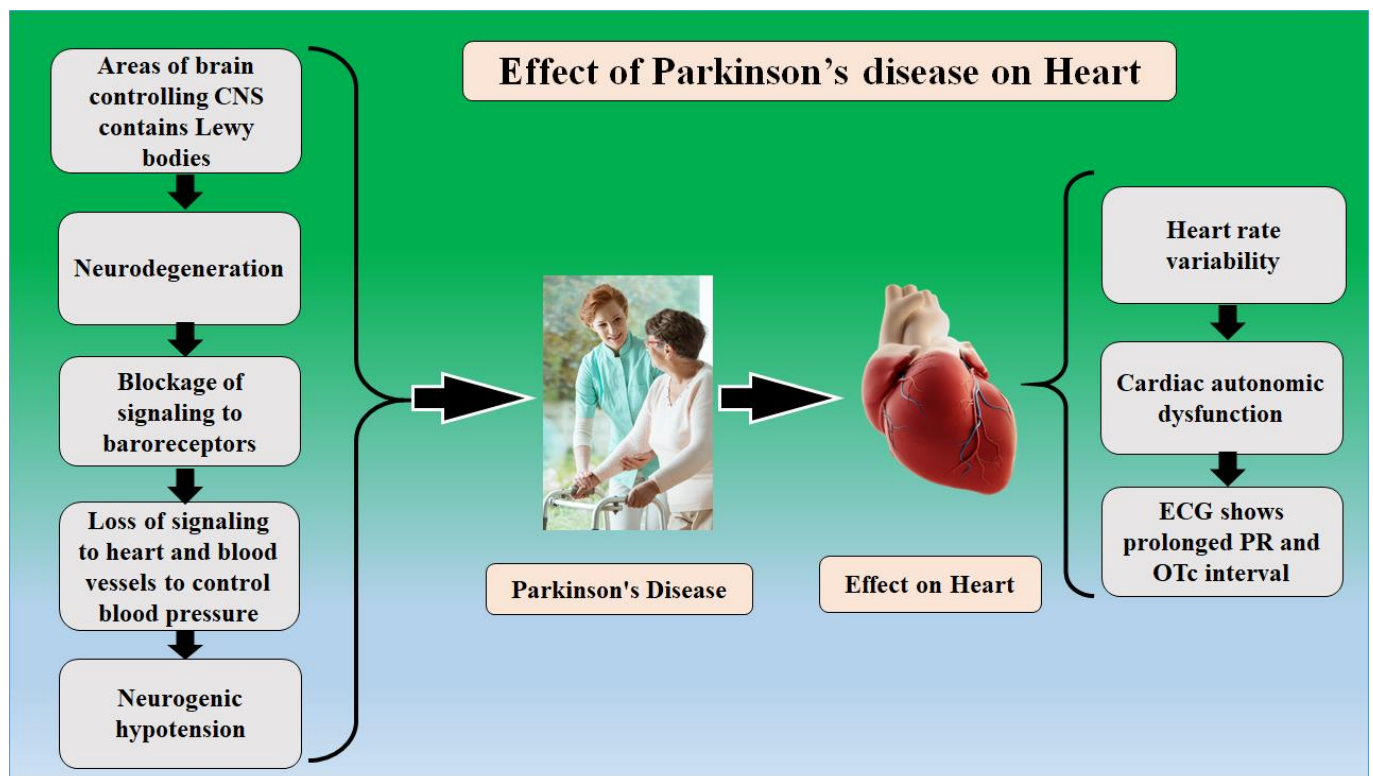 Effect of Parkinson's disease on Heart
Areas of brain
controlling CNS
contains Lewy
bodies
Neurodegeneration
Blockage of
signaling to
baroreceptors
Loss of signaling
to heart and blood
vessels to control
blood pressure
Neurogenic
hypotension
Parkinson's Disease
Effect on Heart
Heart rate
variability
Cardiac autonomic
dysfunction
ECG shows
prolonged PR and
OTc interval